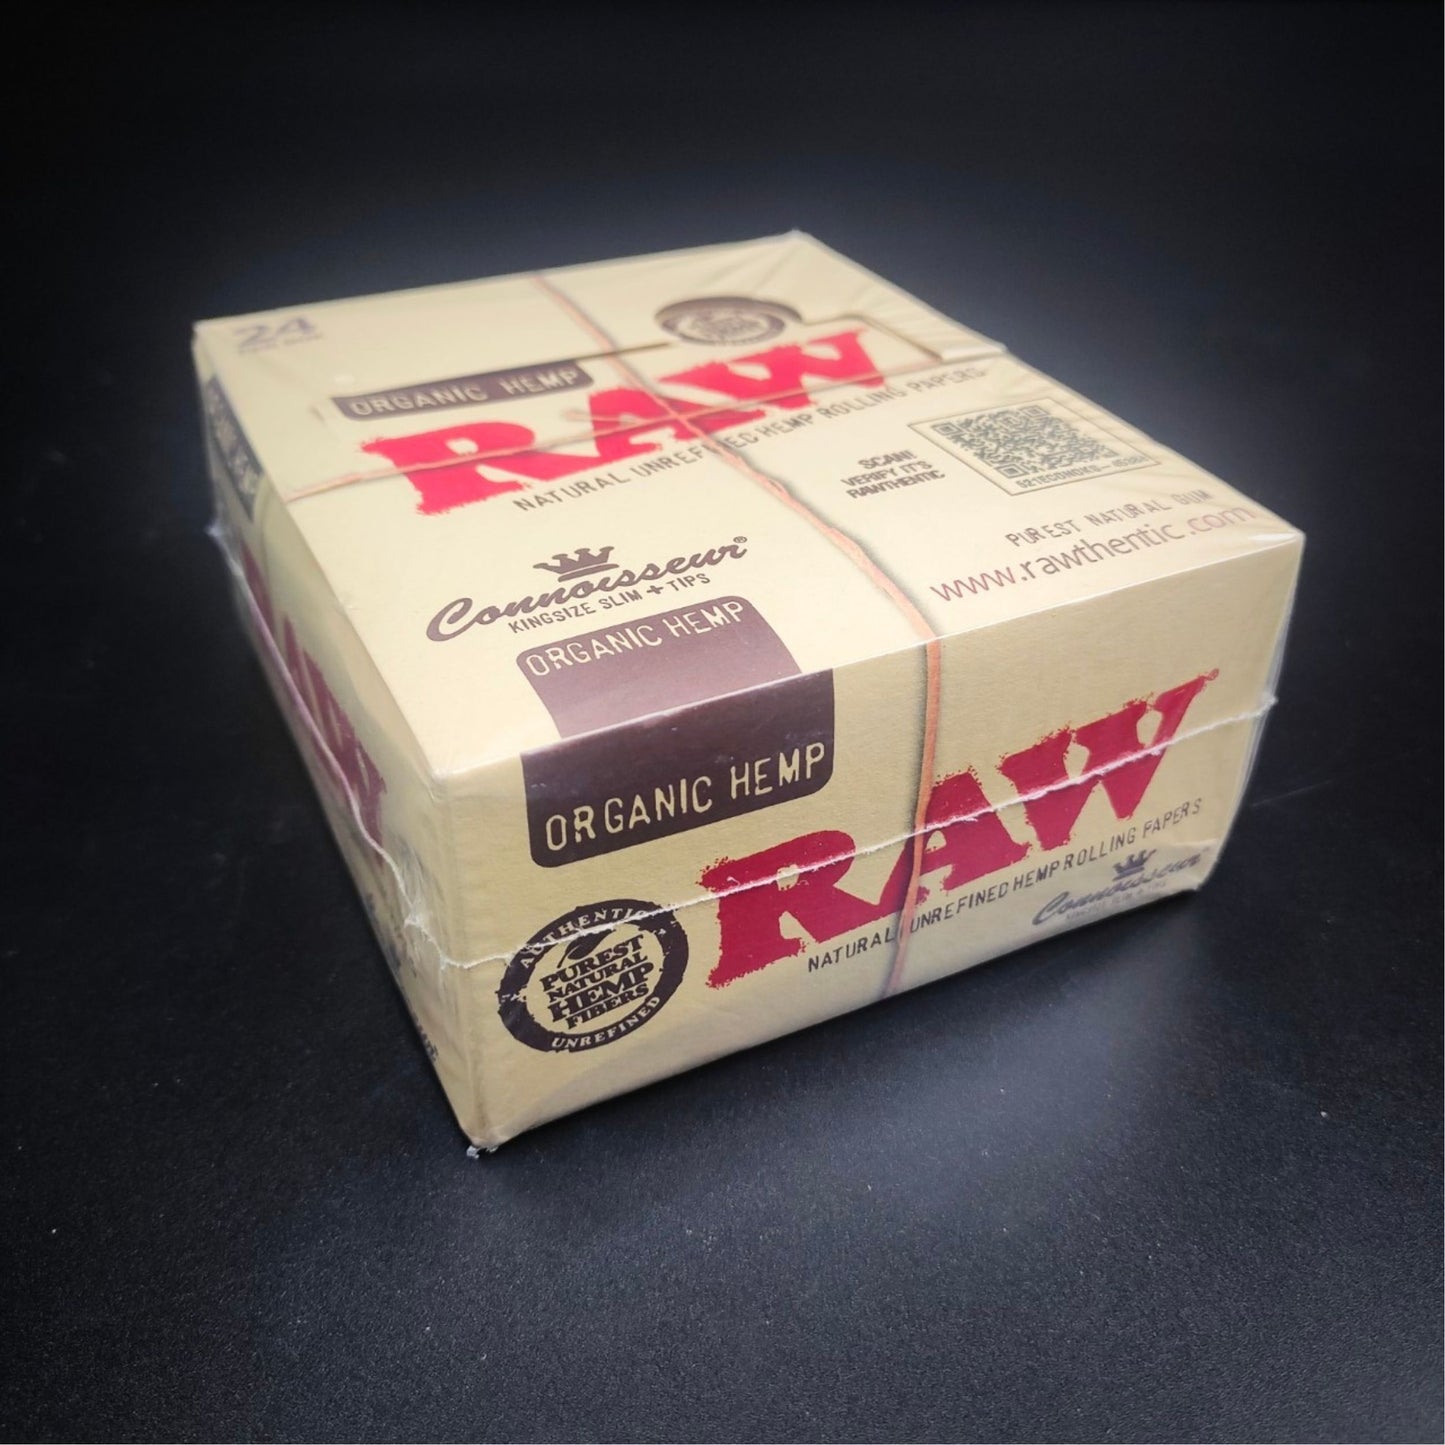 24
ORGANIC HEMP
RAW
NATURAL UNREFINED HEMP ROLLING PAPERS
SCAN!
VERIFY IT'S
RAWTHENTIC
PUREST NATURAL GUM
www.rawthentic.com
Connoisseur®
KINGSIZE SLIM + TIPS
ORGANIC HEMP
ORGANIC HEMP
RAW®
NATURAL UNREFINED HEMP ROLLING PAPERS
Connoisseur®
AUTHENTIC
PUREST
NATURAL
HEMP
FIBERS
UNREFINED